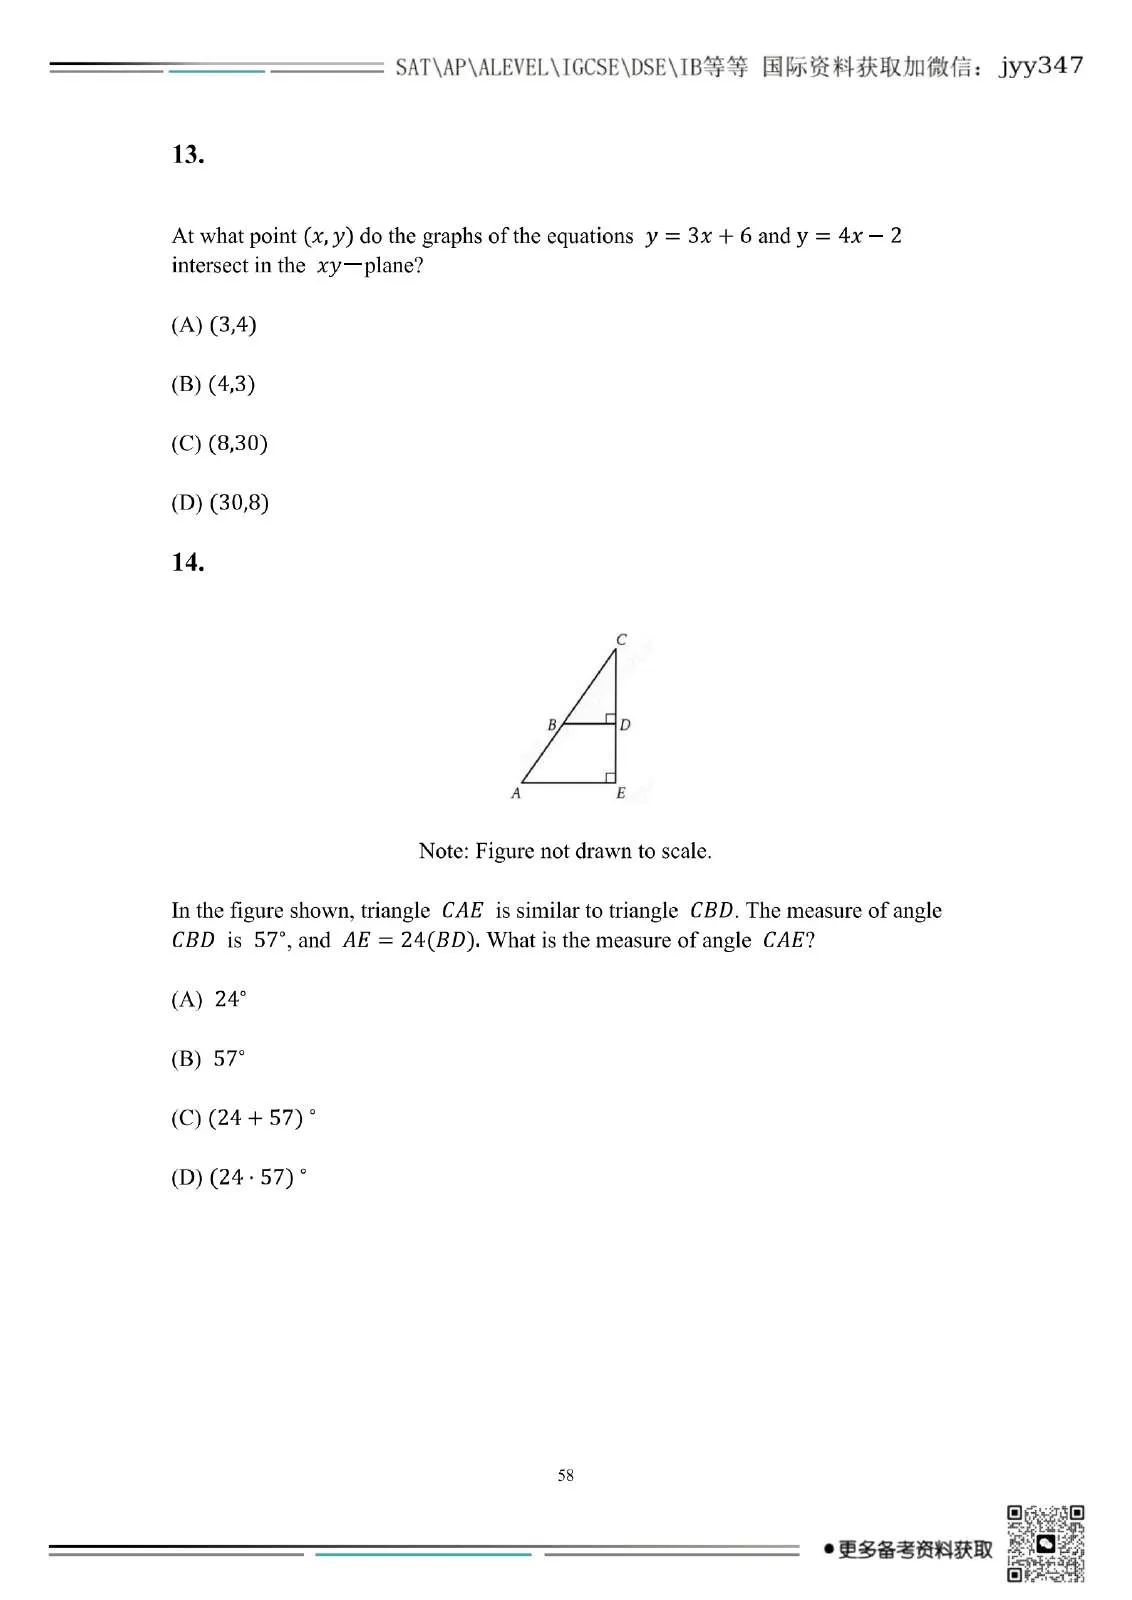 SAT\AP\ALEVEL\IGCSE\DSE\IB等等 国际资料获取加微信：jyy347
13.
At what point (x, y) do the graphs of the equations y = 3x + 6 and y = 4x − 2
intersect in the xy−plane?
(A) (3,4)
(B) (4,3)
(C) (8,30)
(D) (30,8)
14.
C
B
D
A
E
Note: Figure not drawn to scale.
In the figure shown, triangle CAE is similar to triangle CBD. The measure of angle
CBD is 57°, and AE = 24(BD). What is the measure of angle CAE?
(A) 24°
(B) 57°
(C) (24 + 57) °
(D) (24 · 57) °
58
●更多备考资料获取